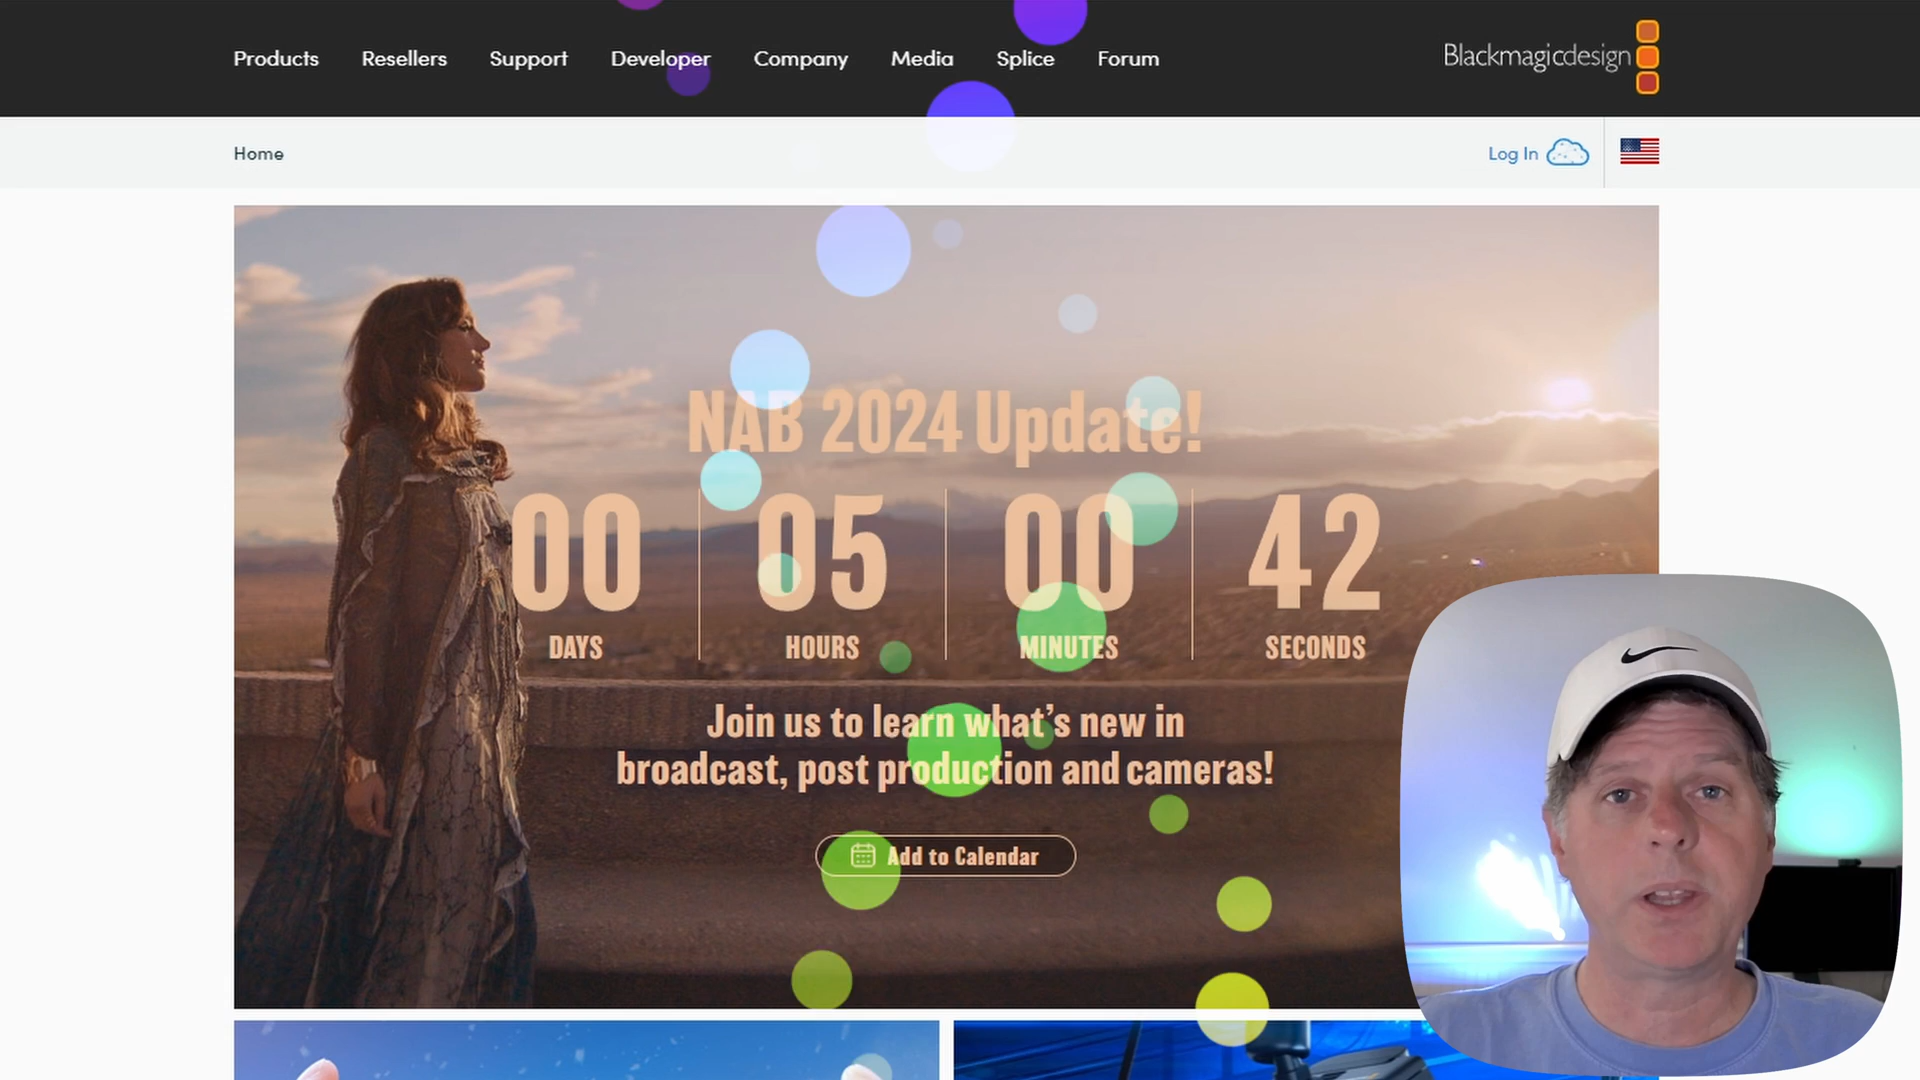 Products Resellers Support Developer Company Media Splice Forum
Blackmagicdesign
Home
Log In
NAB 2024 Update!
00 05 00 42
DAYS HOURS MINUTES SECONDS
Join us to learn what's new in
broadcast, post production and cameras!
Add to Calendar